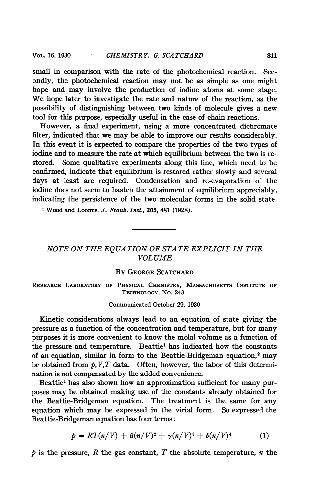 VOL. 16, 1930 CHEMISTRY: G. SCATCHARD 811
small in comparison with the rate of the photochemical reaction. Sec-
ondly, the photochemical reaction may not be as simple as one might
hope and may involve the production of iodine atoms at some stage.
We hope later to investigate the rate and nature of the reaction, as the
possibility of distinguishing between two kinds of molecule gives a new
tool for this purpose, especially useful in the case of chain reactions.
However, a final experiment, using a more concentrated dichromate
filter, indicated that we may be able to improve our results considerably.
In this event it is expected to compare the properties of the two types of
iodine and to measure the rate at which equilibrium between the two is re-
stored. Some qualitative experiments along this line, which need to be
confirmed, indicate that equilibrium is restored rather slowly and several
days at least are required. Condensation and re-evaporation of the
iodine does not seem to hasten the attainment of equilibrium appreciably,
indicating the persistence of the two molecular forms in the solid state.
¹ Wood and Loomis, J. Frank. Inst., 205, 481 (1928).
NOTE ON THE EQUATION OF STATE EXPLICIT IN THE
VOLUME
BY GEORGE SCATCHARD
RESEARCH LABORATORY OF PHYSICAL CHEMISTRY, MASSACHUSETTS INSTITUTE OF
TECHNOLOGY, NO. 243
Communicated October 29, 1930
Kinetic considerations always lead to an equation of state giving the
pressure as a function of the concentration and temperature, but for many
purposes it is more convenient to know the molal volume as a function of
the pressure and temperature. Beattie¹ has indicated how the constants
of an equation, similar in form to the Beattie-Bridgeman equation,² may
be obtained from p,V,T data. Often, however, the labor of this determi-
nation is not compensated by the added convenience.
Beattie¹ has also shown how an approximation sufficient for many pur-
poses may be obtained making use of the constants already obtained for
the Beattie-Bridgeman equation. The treatment is the same for any
equation which may be expressed in the virial form. So expressed the
Beattie-Bridgeman equation has four terms:
p = RT(n/V) + β(n/V)² + γ(n/V)³ + δ(n/V)⁴ (1)
p is the pressure, R the gas constant, T the absolute temperature, n the